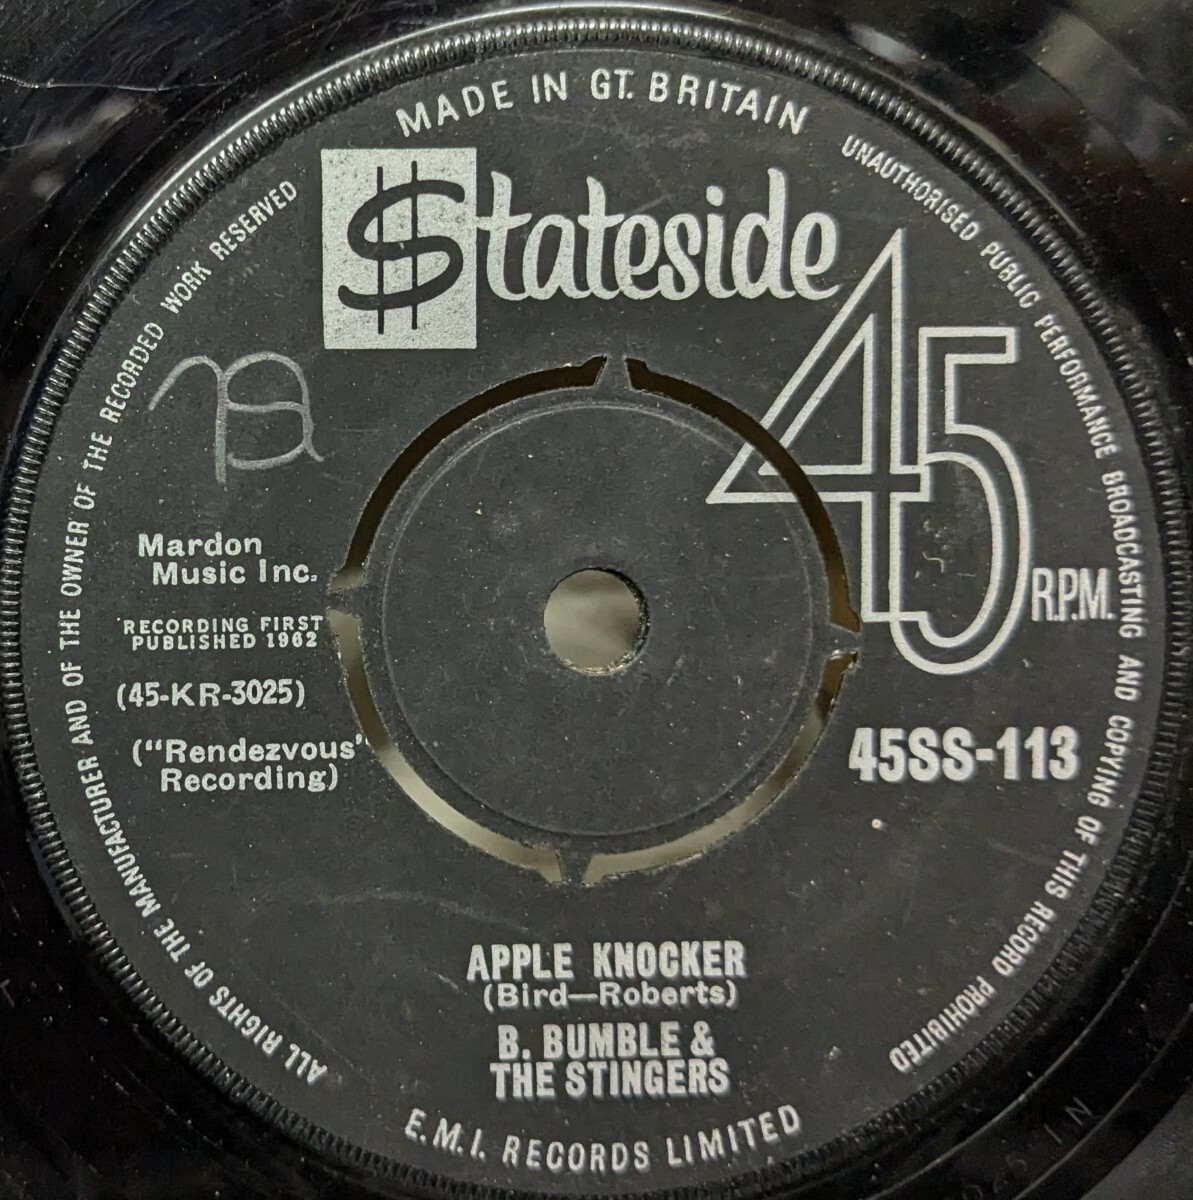 MADE IN GT. BRITAIN
$tateside
45
R.P.M.
Mardon
Music Inc.
RECORDING FIRST
PUBLISHED 1962
(45-KR-3025)
("Rendezvous"
Recording)
45SS-113
APPLE KNOCKER
(Bird—Roberts)
B. BUMBLE &
THE STINGERS
E.M.I. RECORDS LIMITED
ALL RIGHTS OF THE MANUFACTURER AND OF THE OWNER OF THE RECORDED WORK RESERVED
UNAUTHORISED PUBLIC PERFORMANCE BROADCASTING AND COPYING OF THIS RECORD PROHIBITED